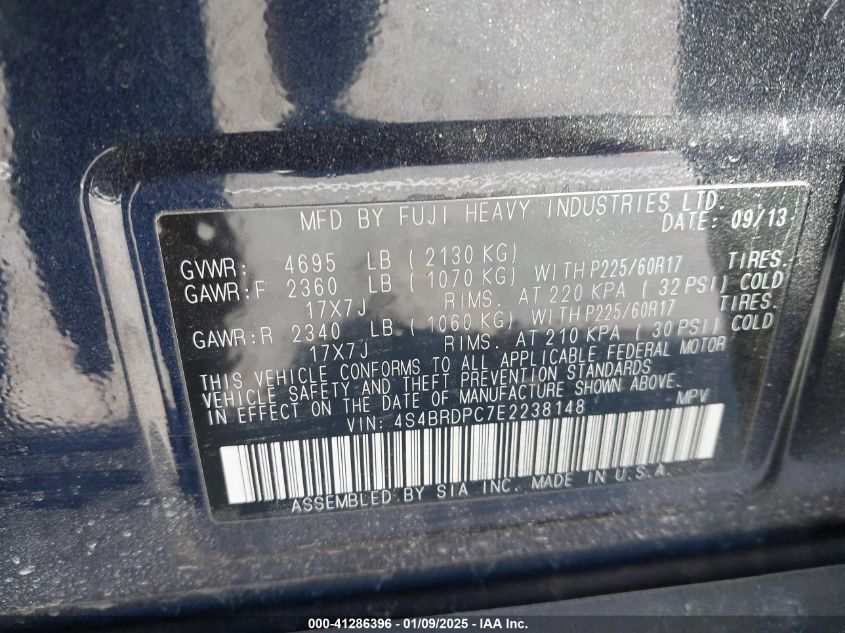 MFD BY FUJI HEAVY INDUSTRIES LTD.
DATE: 09/13
GVWR: 4695 LB (2130 KG)
GAWR:F 2360 LB (1070 KG) WITH P225/60R17 TIRES.
17X7J RIMS. AT 220 KPA (32 PSI) COLD
GAWR:R 2340 LB (1060 KG) WITH P225/60R17 TIRES.
17X7J RIMS. AT 210 KPA (30 PSI) COLD
THIS VEHICLE CONFORMS TO ALL APPLICABLE FEDERAL MOTOR
VEHICLE SAFETY AND THEFT PREVENTION STANDARDS
IN EFFECT ON THE DATE OF MANUFACTURE SHOWN ABOVE.
VIN: 4S4BRDPC7E2238148 MPV
ASSEMBLED BY SIA INC. MADE IN U.S.A.
000-41286396 - 01/09/2025 - IAAI.COM